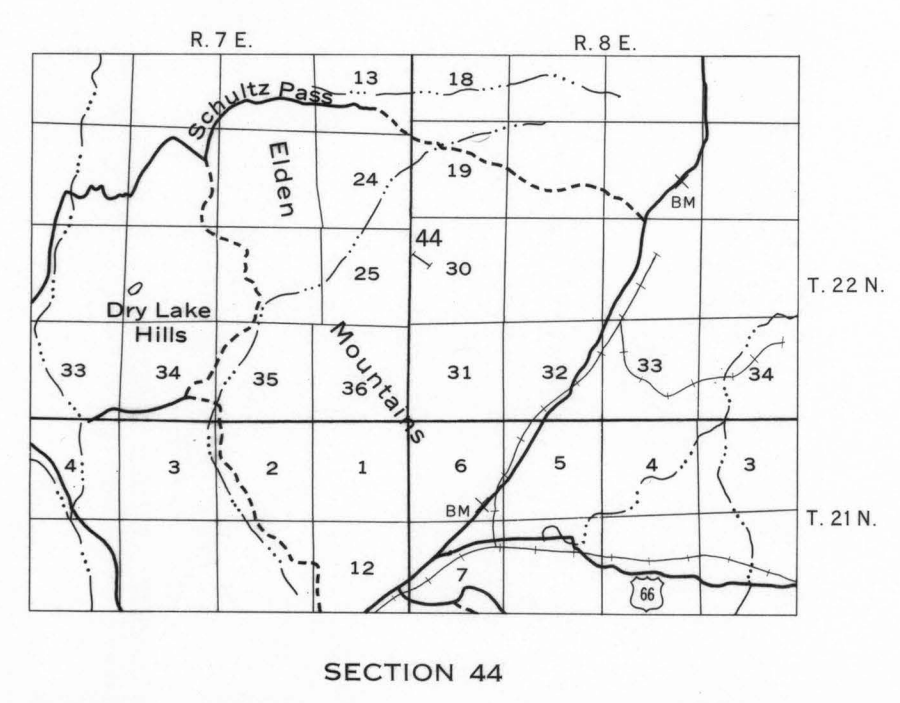 R. 7 E.
R. 8 E.
13
18
Schultz Pass
Elden
24
19
BM
44
25
30
T. 22 N.
Dry Lake
Hills
Mountains
33
34
35
36
31
32
33
34
4
3
2
1
6
5
4
3
BM
T. 21 N.
12
7
66
SECTION 44